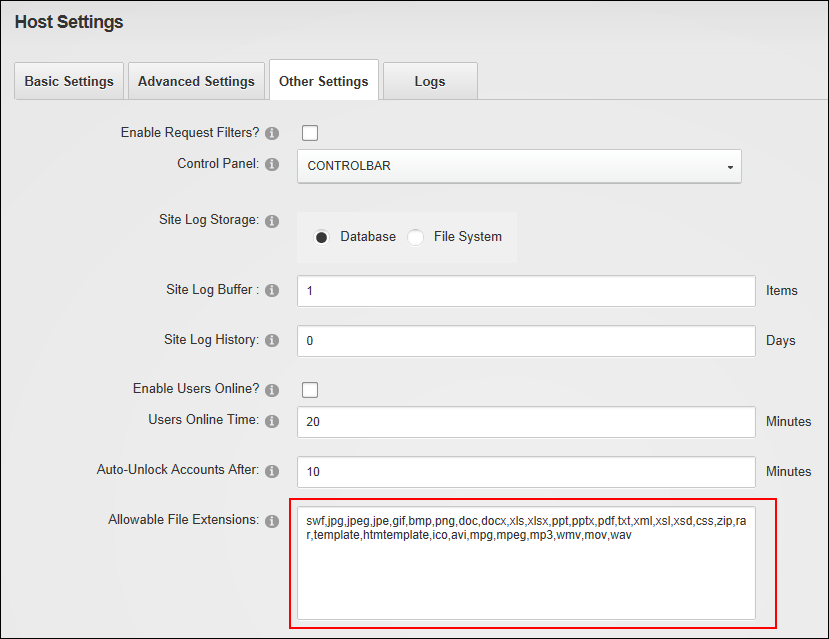 Host Settings
Basic Settings Advanced Settings Other Settings Logs
Enable Request Filters?
Control Panel: CONTROLBAR
Site Log Storage: Database File System
Site Log Buffer : 1 Items
Site Log History: 0 Days
Enable Users Online?
Users Online Time: 20 Minutes
Auto-Unlock Accounts After: 10 Minutes
Allowable File Extensions: swf,jpg,jpeg,jpe,gif,bmp,png,doc,docx,xls,xlsx,ppt,pptx,pdf,txt,xml,xsl,xsd,css,zip,ra
r,template,htmtemplate,ico,avi,mpg,mpeg,mp3,wmv,mov,wav